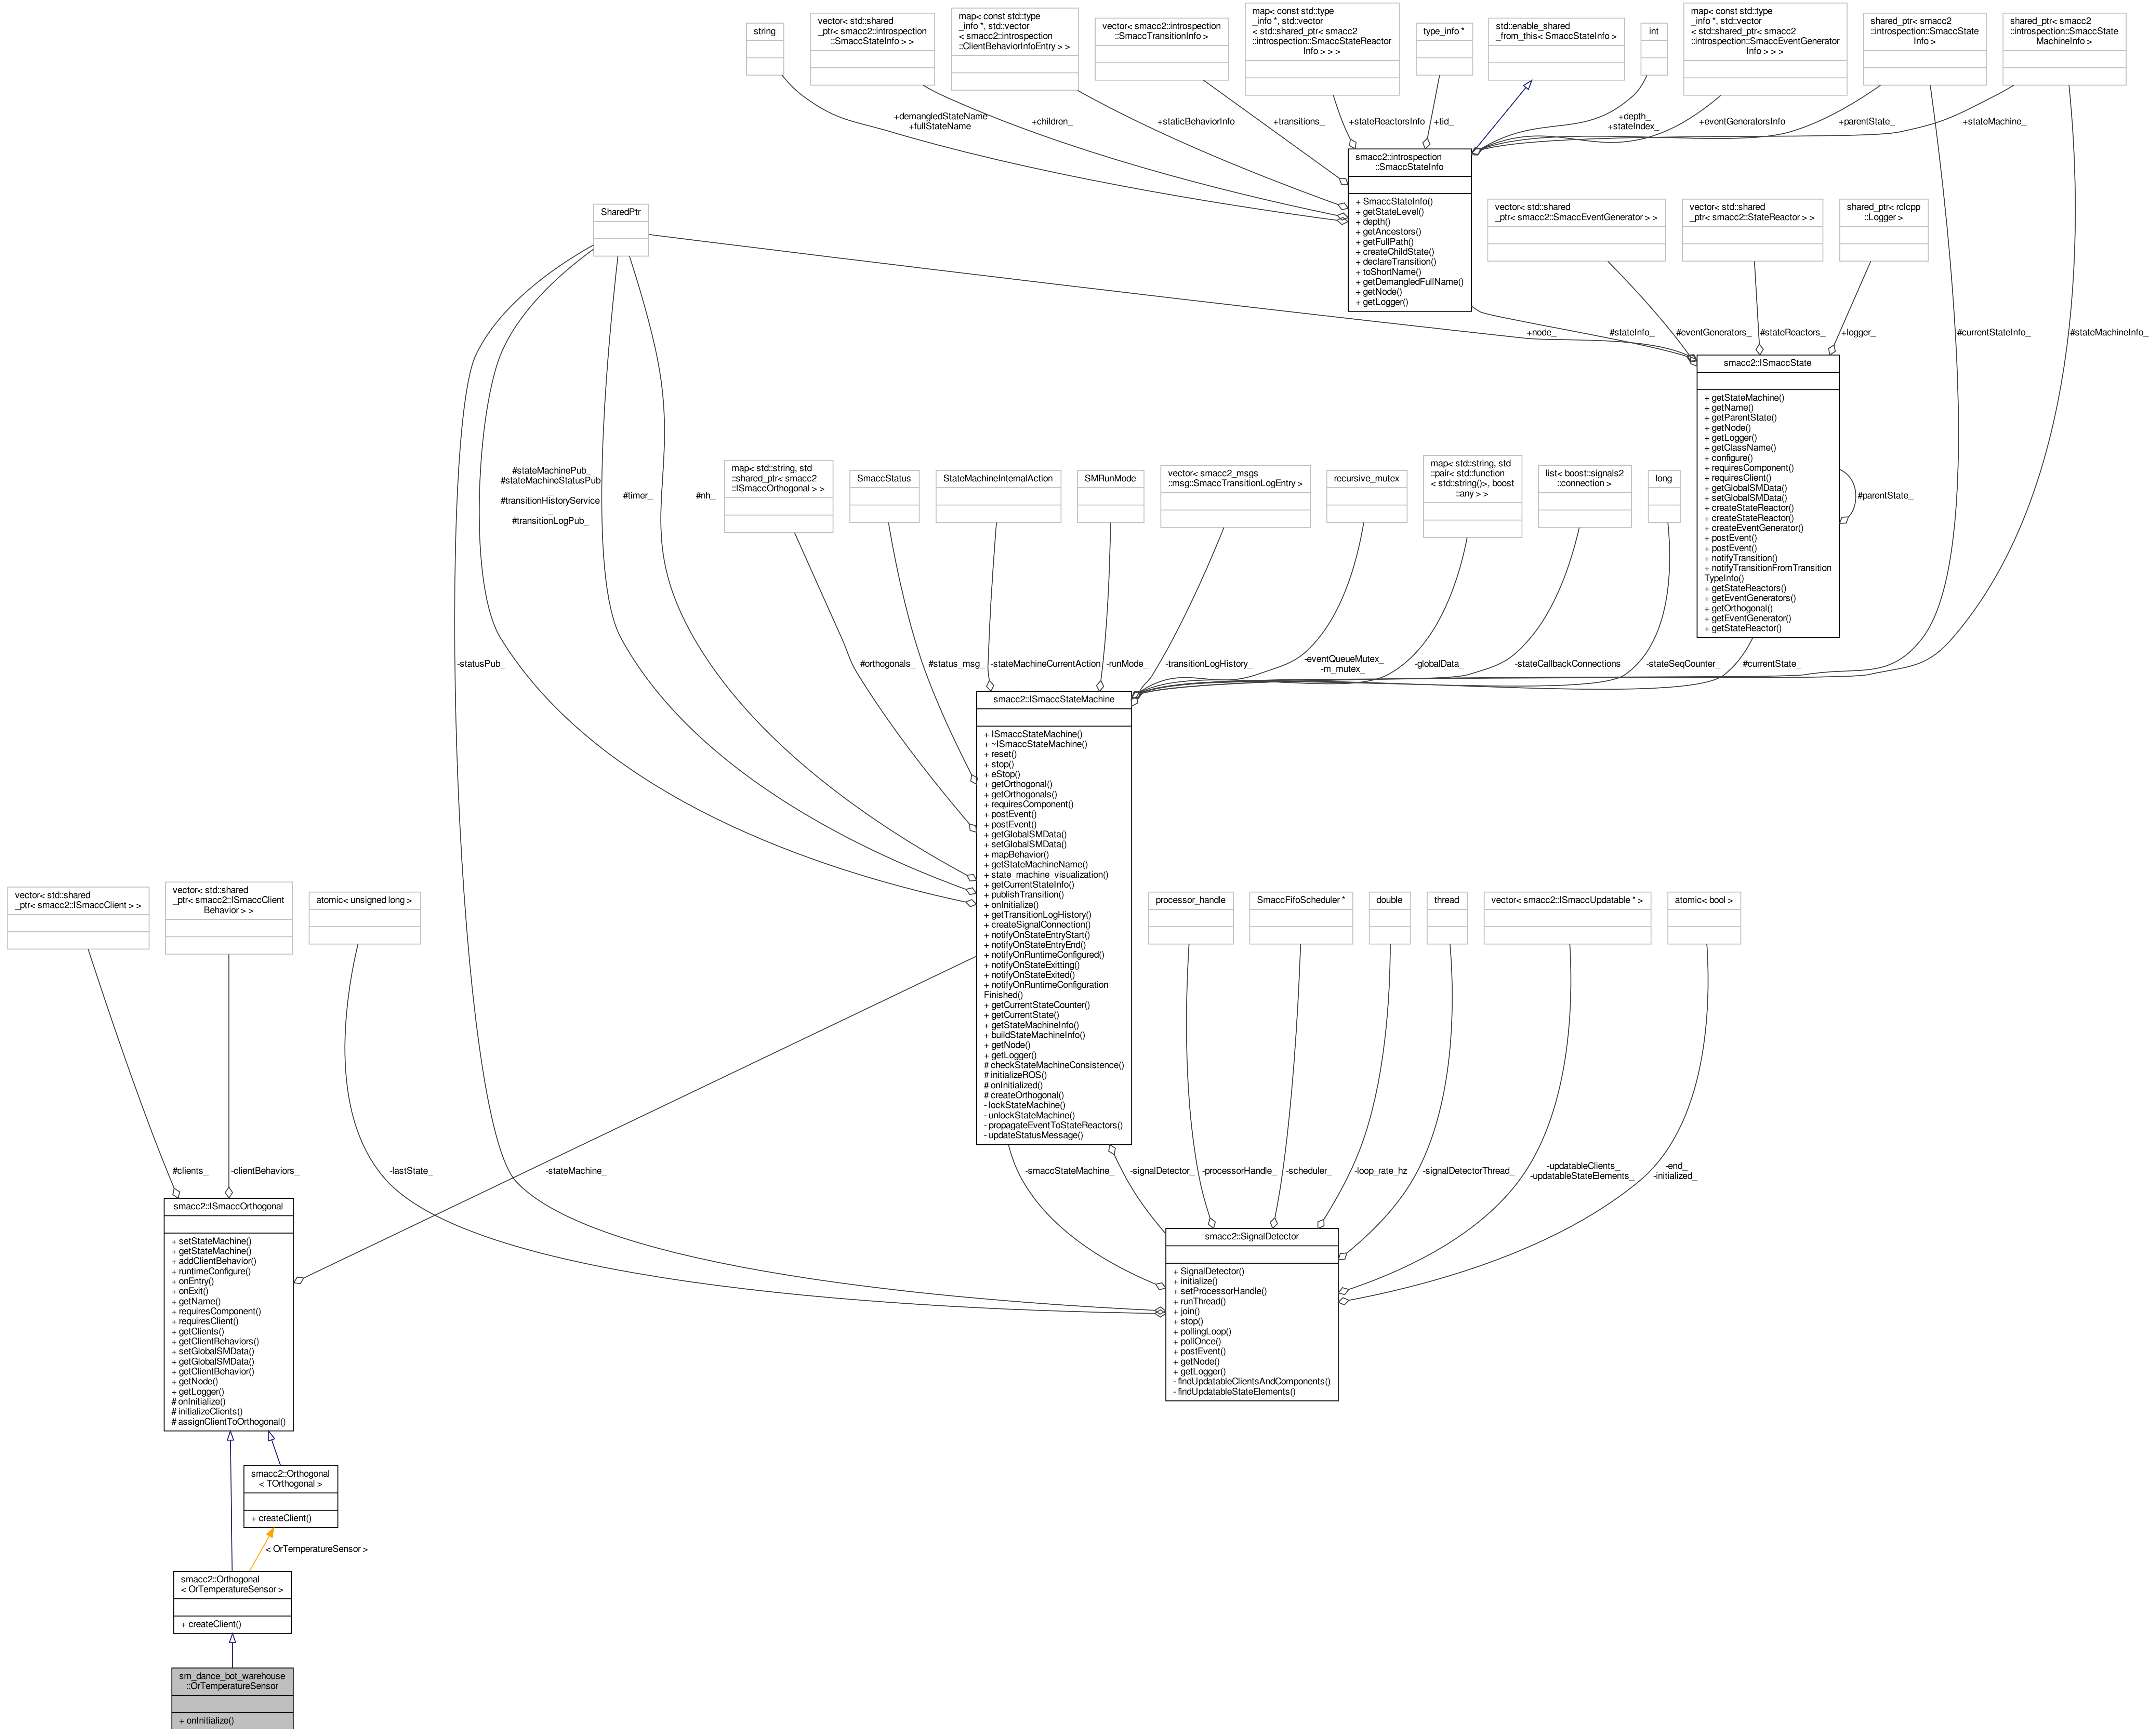 string
vector< std::shared
_ptr< smacc2::introspection
::SmaccStateInfo > >
map< const std::type
_info *, std::vector
< smacc2::introspection
::ClientBehaviorInfoEntry > >
vector< smacc2::introspection
::SmaccTransitionInfo >
map< const std::type
_info *, std::vector
< std::shared_ptr< smacc2
::introspection::SmaccStateReactor
Info > > >
type_info *
std::enable_shared
_from_this< SmaccStateInfo >
int
map< const std::type
_info *, std::vector
< std::shared_ptr< smacc2
::introspection::SmaccEventGenerator
Info > > >
shared_ptr< smacc2
::introspection::SmaccState
Info >
shared_ptr< smacc2
::introspection::SmaccState
MachineInfo >
+demangledStateName
+fullStateName
+children_
+staticBehaviorInfo
+transitions_
+stateReactorsInfo
+tid_
+depth_
+stateIndex_
+eventGeneratorsInfo
+parentState_
+stateMachine_
smacc2::introspection
::SmaccStateInfo
+ SmaccStateInfo()
+ getStateLevel()
+ depth()
+ getAncestors()
+ getFullPath()
+ createChildState()
+ declareTransition()
+ toShortName()
+ getDemangledFullName()
+ getNode()
+ getLogger()
SharedPtr
vector< std::shared
_ptr< smacc2::SmaccEventGenerator > >
vector< std::shared
_ptr< smacc2::StateReactor > >
shared_ptr< rclcpp
::Logger >
+node_
#stateInfo_
#eventGenerators_
#stateReactors_
+logger_
#currentStateInfo_
#stateMachineInfo_
smacc2::ISmaccState
+ getStateMachine()
+ getName()
+ getParentState()
+ getNode()
+ getLogger()
+ getClassName()
+ configure()
+ requiresComponent()
+ requiresClient()
+ getGlobalSMData()
+ setGlobalSMData()
+ createStateReactor()
+ createStateReactor()
+ createEventGenerator()
+ postEvent()
+ postEvent()
+ notifyTransition()
+ notifyTransitionFromTransition
TypeInfo()
+ getStateReactors()
+ getEventGenerators()
+ getOrthogonal()
+ getEventGenerator()
+ getStateReactor()
#parentState_
#stateMachinePub_
#stateMachineStatusPub
_
#transitionHistoryService
_
#transitionLogPub_
#timer_
#nh_
map< std::string, std
::shared_ptr< smacc2
::ISmaccOrthogonal > >
SmaccStatus
StateMachineInternalAction
SMRunMode
vector< smacc2_msgs
::msg::SmaccTransitionLogEntry >
recursive_mutex
map< std::string, std
::pair< std::function
< std::string()>, boost
::any > >
list< boost::signals2
::connection >
long
-statusPub_
#orthogonals_
#status_msg_
-stateMachineCurrentAction
-runMode_
-transitionLogHistory_
-eventQueueMutex_
-m_mutex_
-globalData_
-stateCallbackConnections
-stateSeqCounter_
#currentState_
smacc2::ISmaccStateMachine
+ ISmaccStateMachine()
+ ~ISmaccStateMachine()
+ reset()
+ stop()
+ eStop()
+ getOrthogonal()
+ getOrthogonals()
+ requiresComponent()
+ postEvent()
+ postEvent()
+ getGlobalSMData()
+ setGlobalSMData()
+ mapBehavior()
+ getStateMachineName()
+ state_machine_visualization()
+ getCurrentStateInfo()
+ publishTransition()
+ onInitialize()
+ getTransitionLogHistory()
+ createSignalConnection()
+ notifyOnStateEntryStart()
+ notifyOnStateEntryEnd()
+ notifyOnRuntimeConfigured()
+ notifyOnStateExitting()
+ notifyOnStateExited()
+ notifyOnRuntimeConfiguration
Finished()
+ getCurrentStateCounter()
+ getCurrentState()
+ getStateMachineInfo()
+ buildStateMachineInfo()
+ getNode()
+ getLogger()
# checkStateMachineConsistence()
# initializeROS()
# onInitialized()
# createOrthogonal()
- lockStateMachine()
- unlockStateMachine()
- propagateEventToStateReactors()
- updateStatusMessage()
vector< std::shared
_ptr< smacc2::ISmaccClient > >
vector< std::shared
_ptr< smacc2::ISmaccClient
Behavior > >
atomic< unsigned long >
processor_handle
SmaccFifoScheduler *
double
thread
vector< smacc2::ISmaccUpdatable * >
atomic< bool >
#clients_
-clientBehaviors_
-lastState_
-stateMachine_
-smaccStateMachine_
-signalDetector_
-processorHandle_
-scheduler_
-loop_rate_hz
-signalDetectorThread_
-updatableClients_
-updatableStateElements_
-end_
-initialized_
smacc2::ISmaccOrthogonal
+ setStateMachine()
+ getStateMachine()
+ addClientBehavior()
+ runtimeConfigure()
+ onEntry()
+ onExit()
+ getName()
+ requiresComponent()
+ requiresClient()
+ getClients()
+ getClientBehaviors()
+ setGlobalSMData()
+ getGlobalSMData()
+ getClientBehavior()
+ getNode()
+ getLogger()
# onInitialize()
# initializeClients()
# assignClientToOrthogonal()
smacc2::SignalDetector
+ SignalDetector()
+ initialize()
+ setProcessorHandle()
+ runThread()
+ join()
+ stop()
+ pollingLoop()
+ pollOnce()
+ postEvent()
+ getNode()
+ getLogger()
- findUpdatableClientsAndComponents()
- findUpdatableStateElements()
smacc2::Orthogonal
< TOrthogonal >
+ createClient()
< OrTemperatureSensor >
smacc2::Orthogonal
< OrTemperatureSensor >
+ createClient()
sm_dance_bot_warehouse
::OrTemperatureSensor
+ onInitialize()